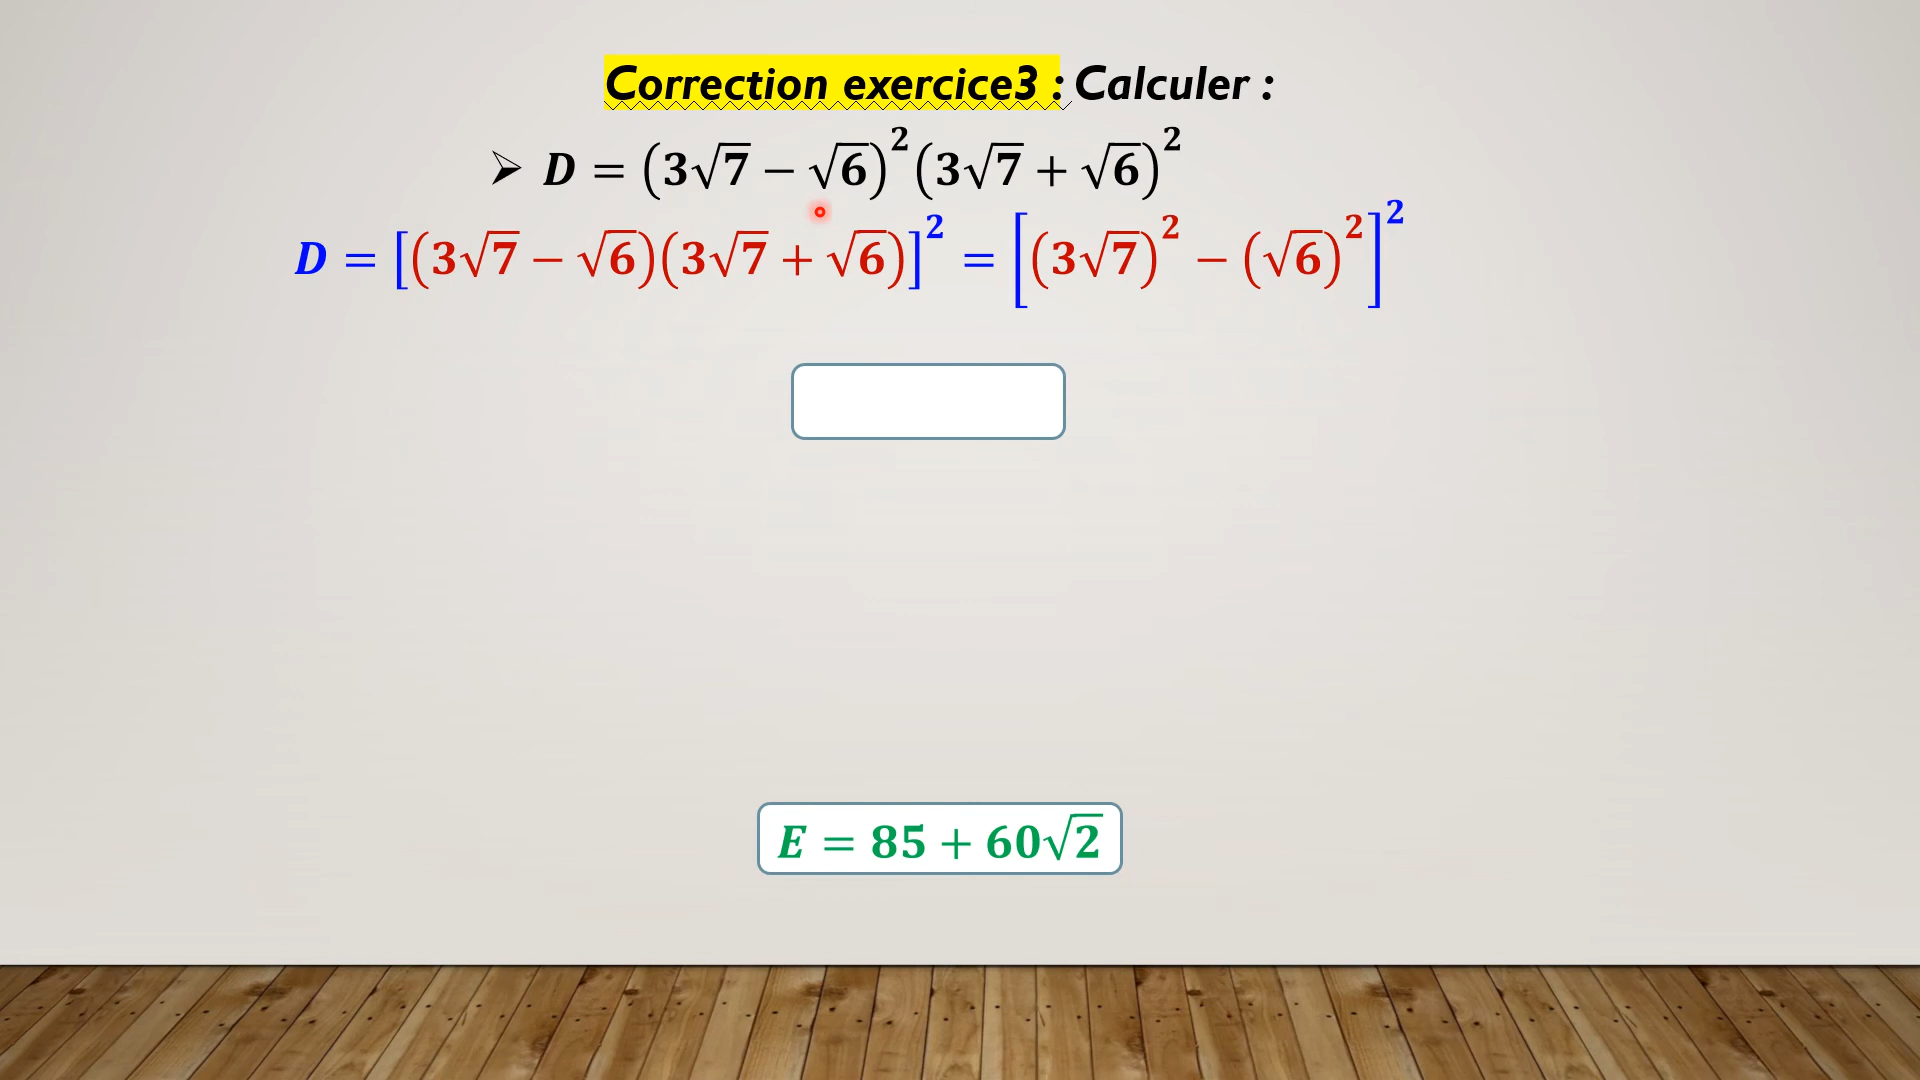 Correction exercice3 : Calculer :
➢ D = (3√7 − √6)²(3√7 + √6)²
D = [(3√7 − √6)(3√7 + √6)]² = [(3√7)² − (√6)²]²
E = 85 + 60√2